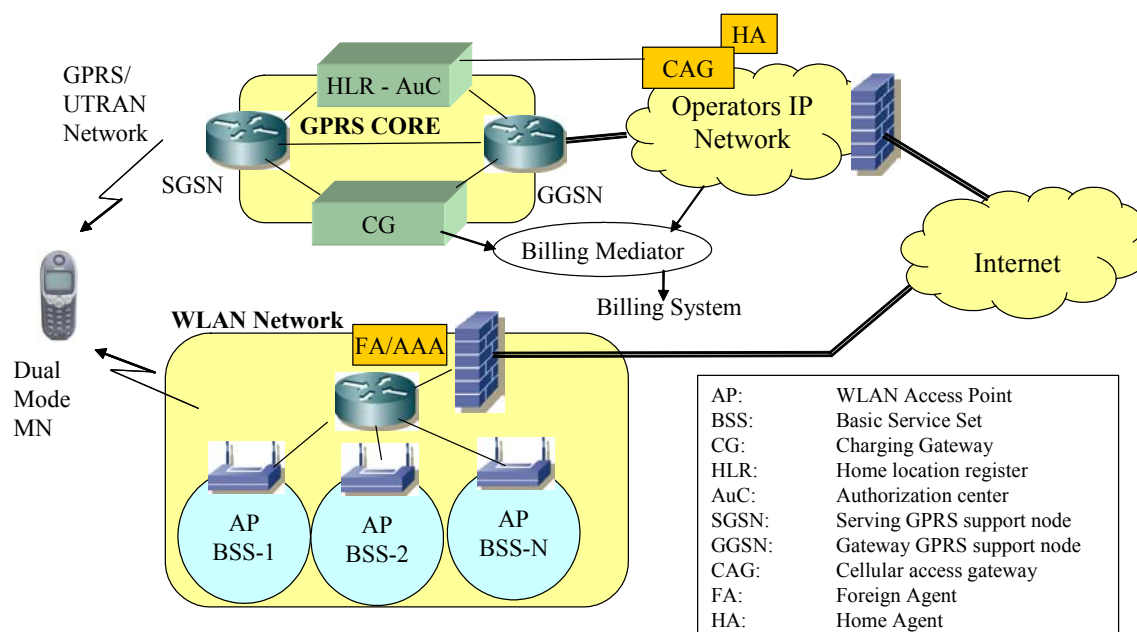 HA
CAG
GPRS/
UTRAN
Network
HLR - AuC
Operators IP
Network
GPRS CORE
SGSN
GGSN
CG
Billing Mediator
Internet
Billing System
WLAN Network
FA/AAA
Dual
Mode
MN
AP
BSS-1
AP
BSS-2
AP
BSS-N
AP: WLAN Access Point
BSS: Basic Service Set
CG: Charging Gateway
HLR: Home location register
AuC: Authorization center
SGSN: Serving GPRS support node
GGSN: Gateway GPRS support node
CAG: Cellular access gateway
FA: Foreign Agent
HA: Home Agent